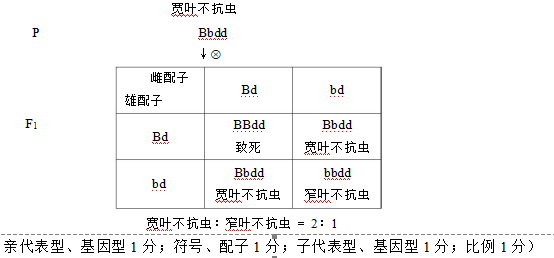 宽叶不抗虫
P Bbdd
↓⊗
雌配子 Bd bd
雄配子
F1 Bd BBdd Bbdd
致死 宽叶不抗虫
bd Bbdd bbdd
宽叶不抗虫 窄叶不抗虫
宽叶不抗虫：窄叶不抗虫 = 2：1
亲代表型、基因型1分；符号、配子1分；子代表型、基因型1分；比例1分）